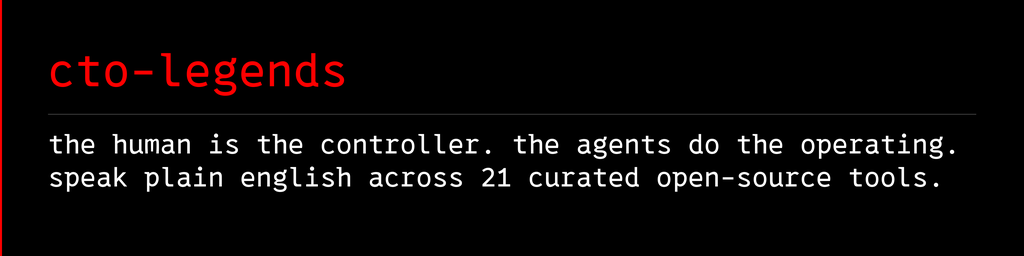 cto-legends
the human is the controller. the agents do the operating.
speak plain english across 21 curated open-source tools.